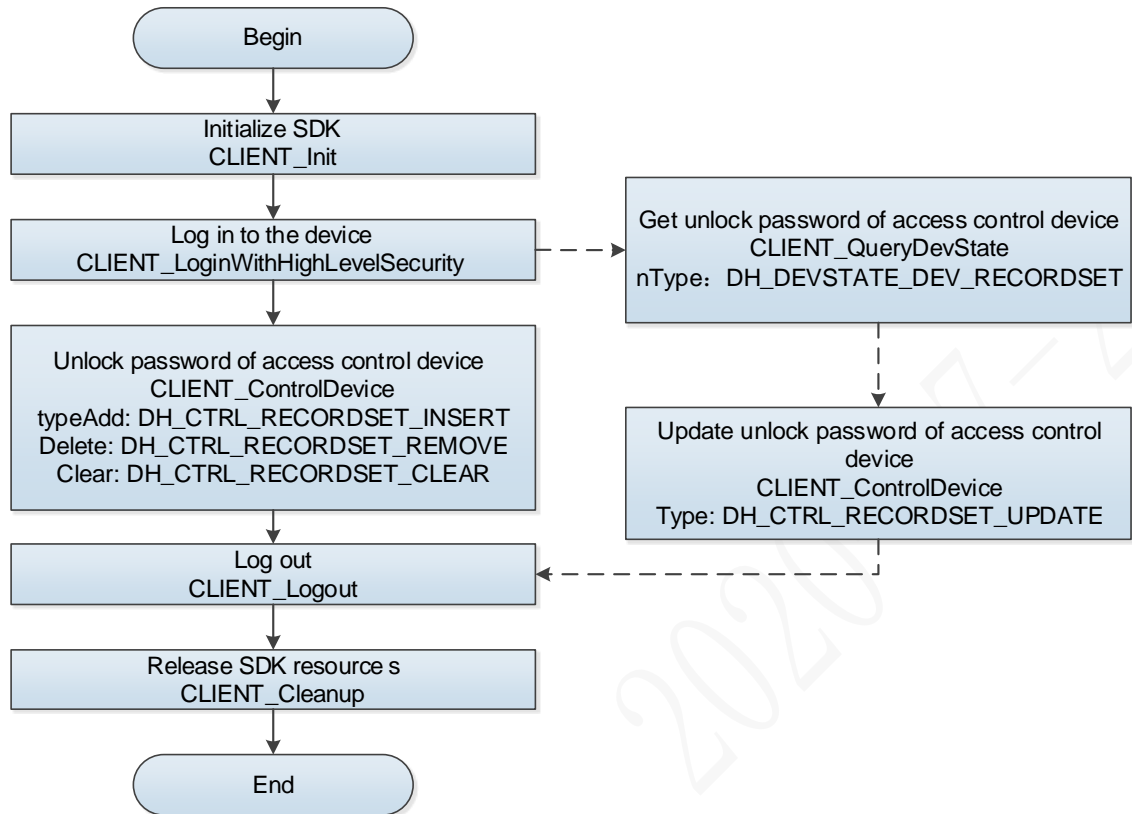 Begin
Initialize SDK
CLIENT_Init
Log in to the device
CLIENT_LoginWithHighLevelSecurity
Get unlock password of access control device
CLIENT_QueryDevState
nType：DH_DEVSTATE_DEV_RECORDSET
Unlock password of access control device
CLIENT_ControlDevice
typeAdd: DH_CTRL_RECORDSET_INSERT
Delete: DH_CTRL_RECORDSET_REMOVE
Clear: DH_CTRL_RECORDSET_CLEAR
Update unlock password of access control
device
CLIENT_ControlDevice
Type: DH_CTRL_RECORDSET_UPDATE
Log out
CLIENT_Logout
Release SDK resource s
CLIENT_Cleanup
End